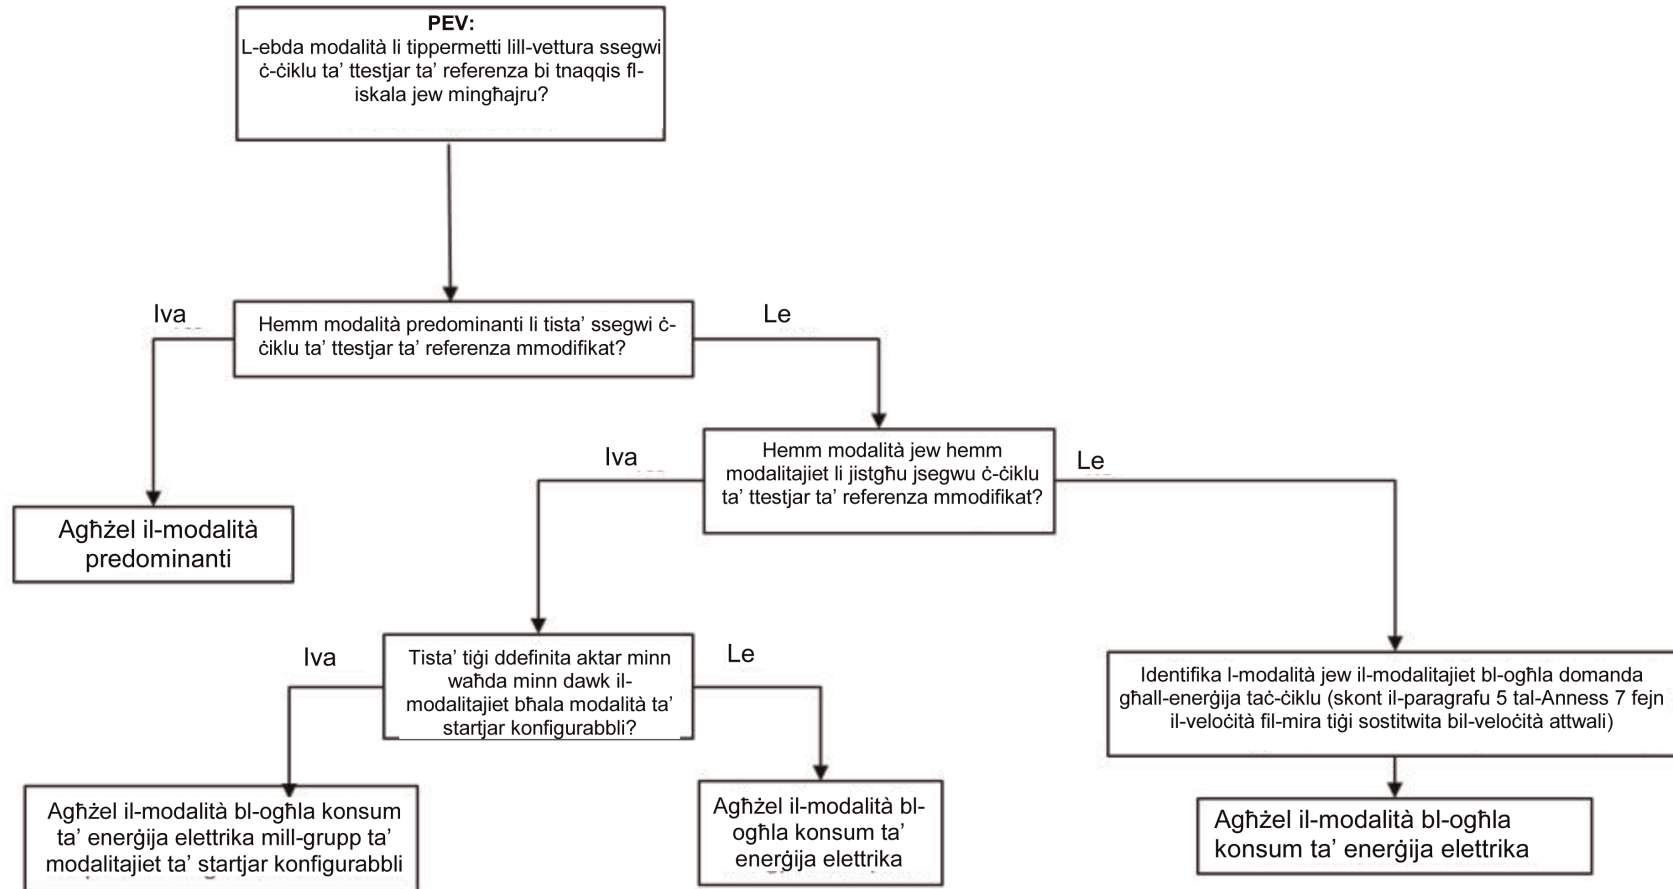 PEV:
L-ebda modalità li tippermetti lill-vettura ssegwi
ċ-ċiklu ta’ ttestjar ta’ referenza bi tnaqqis fl-
iskala jew mingħajru?
Iva
Hemm modalità predominanti li tista’ ssegwi ċ-
ċiklu ta’ ttestjar ta’ referenza mmodifikat?
Le
Iva
Hemm modalità jew hemm
modalitajiet li jistgħu jsegwu ċ-ċiklu
ta’ ttestjar ta’ referenza mmodifikat?
Le
Agħżel il-modalità
predominanti
Iva
Tista’ tiġi ddefinita aktar minn
waħda minn dawk il-
modalitajiet bħala modalità ta’
startjar konfigurabbli?
Le
Identifika l-modalità jew il-modalitajiet bl-ogħla domanda
għall-enerġija taċ-ċiklu (skont il-paragrafu 5 tal-Anness 7 fejn
il-veloċità fil-mira tiġi sostitwita bil-veloċità attwali)
Agħżel il-modalità bl-ogħla konsum
ta’ enerġija elettrika mill-grupp ta’
modalitajiet ta’ startjar konfigurabbli
Agħżel il-modalità bl-
ogħla konsum ta’
enerġija elettrika
Agħżel il-modalità bl-ogħla
konsum ta’ enerġija elettrika